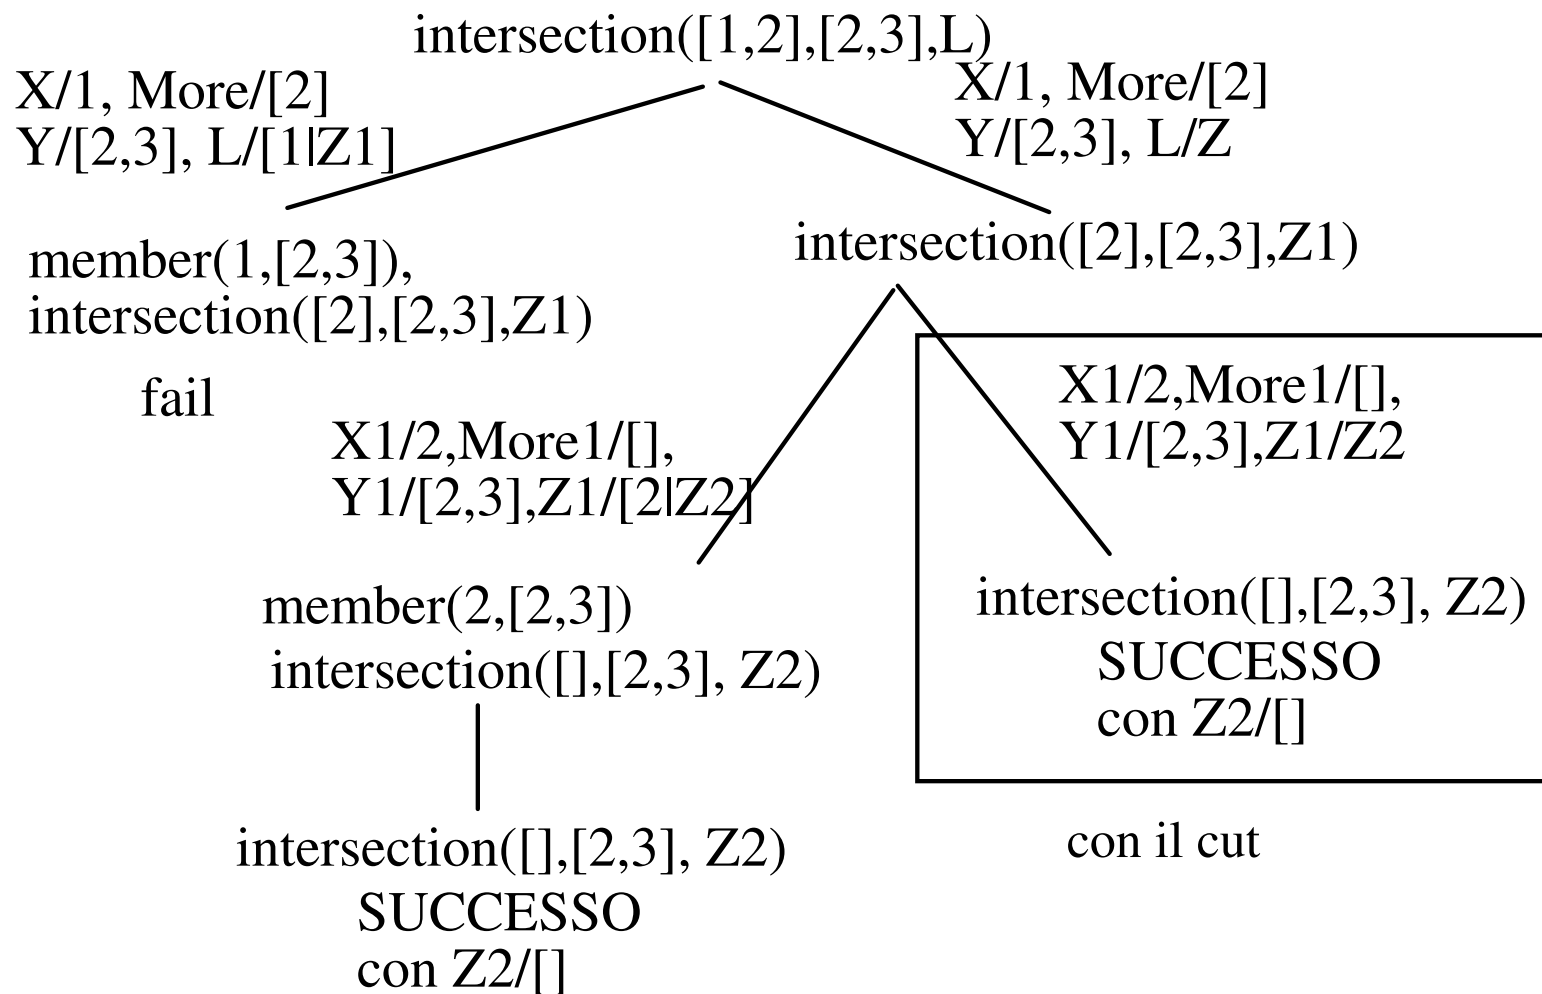 intersection([1,2],[2,3],L)
X/1, More/[2]
Y/[2,3], L/[1|Z1]
X/1, More/[2]
Y/[2,3], L/Z
member(1,[2,3]),
intersection([2],[2,3],Z1)
fail
intersection([2],[2,3],Z1)
X1/2,More1/[],
Y1/[2,3],Z1/[2|Z2]
X1/2,More1/[],
Y1/[2,3],Z1/Z2
member(2,[2,3])
intersection([],[2,3], Z2)
intersection([],[2,3], Z2)
SUCCESSO
con Z2/[]
con il cut
intersection([],[2,3], Z2)
SUCCESSO
con Z2/[]